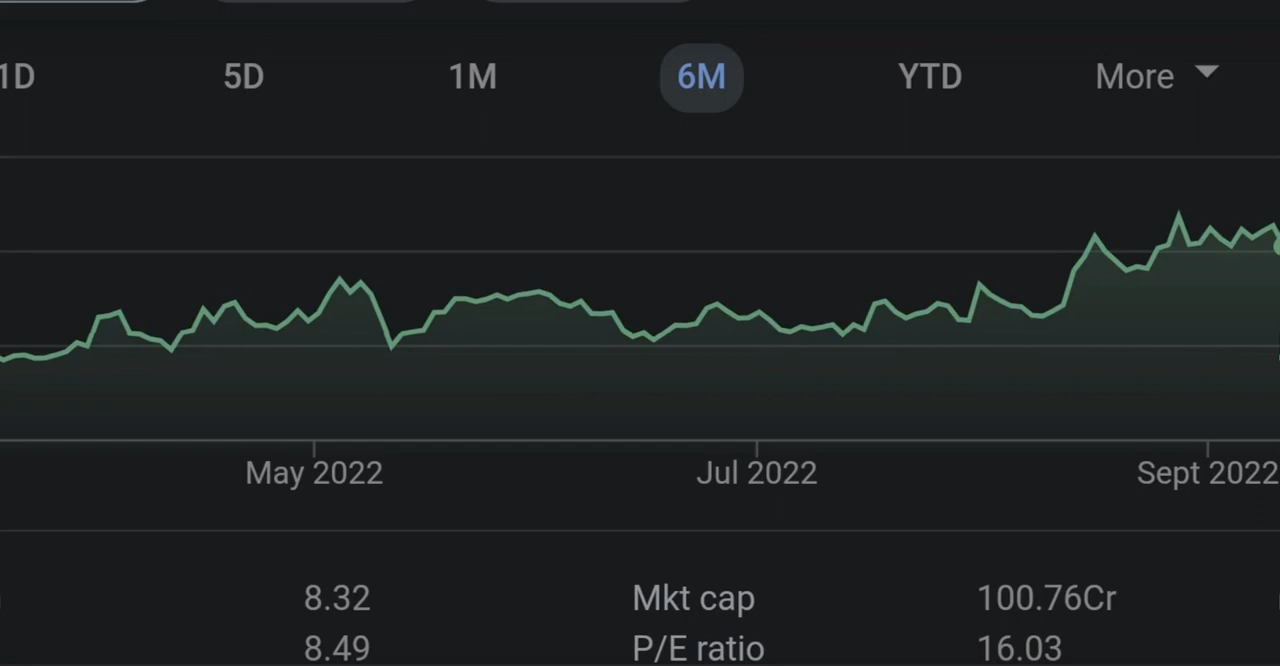 1D 5D 1M 6M YTD More
May 2022 Jul 2022 Sept 2022
8.32 Mkt cap 100.76Cr
8.49 P/E ratio 16.03